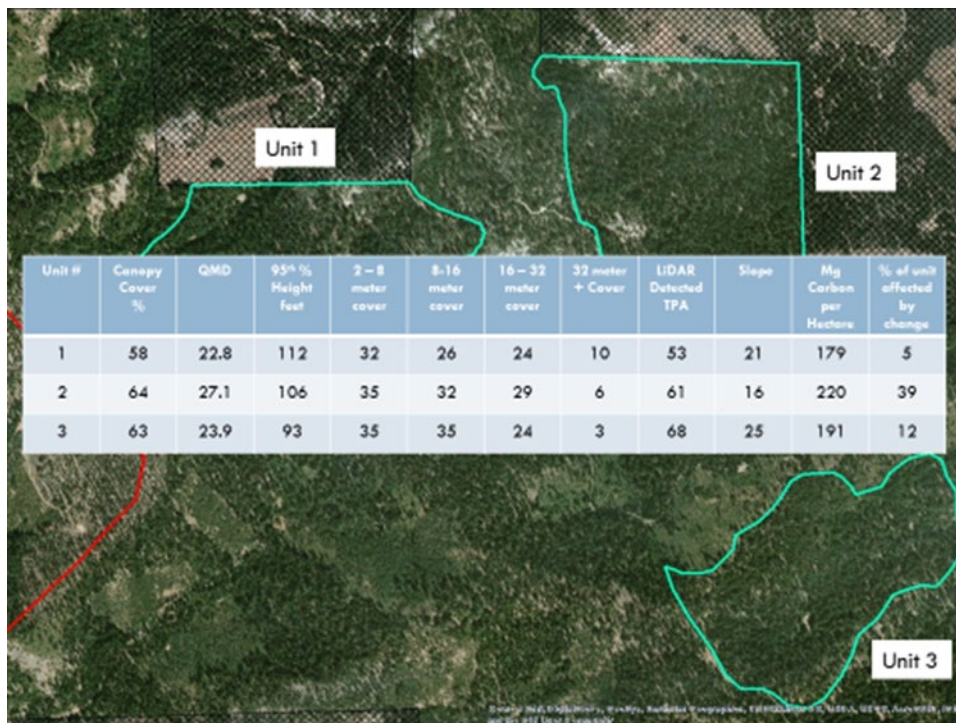 Unit 1
Unit 2
Unit # Canopy Cover % QMD 95th % Height feet 2 – 8 meter cover 8-16 meter cover 16 – 32 meter cover 32 meter + Cover LiDAR Detected TPA Slope Mg Carbon per Hectare % of unit affected by change
1 58 22.8 112 32 26 24 10 53 21 179 5
2 64 27.1 106 35 32 29 6 61 16 220 39
3 63 23.9 93 35 35 24 3 68 25 191 12
Unit 3